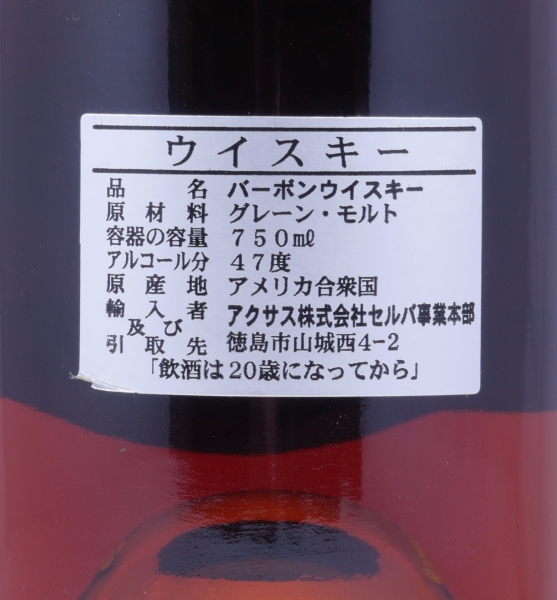 ウイスキー
品名 バーボンウイスキー
原材料 グレーン・モルト
容器の容量 750㎖
アルコール分 47度
原産地 アメリカ合衆国
輸入者 アクサス株式会社セルバ事業本部
及び
引取先 徳島市山城西4-2
「飲酒は20歳になってから」